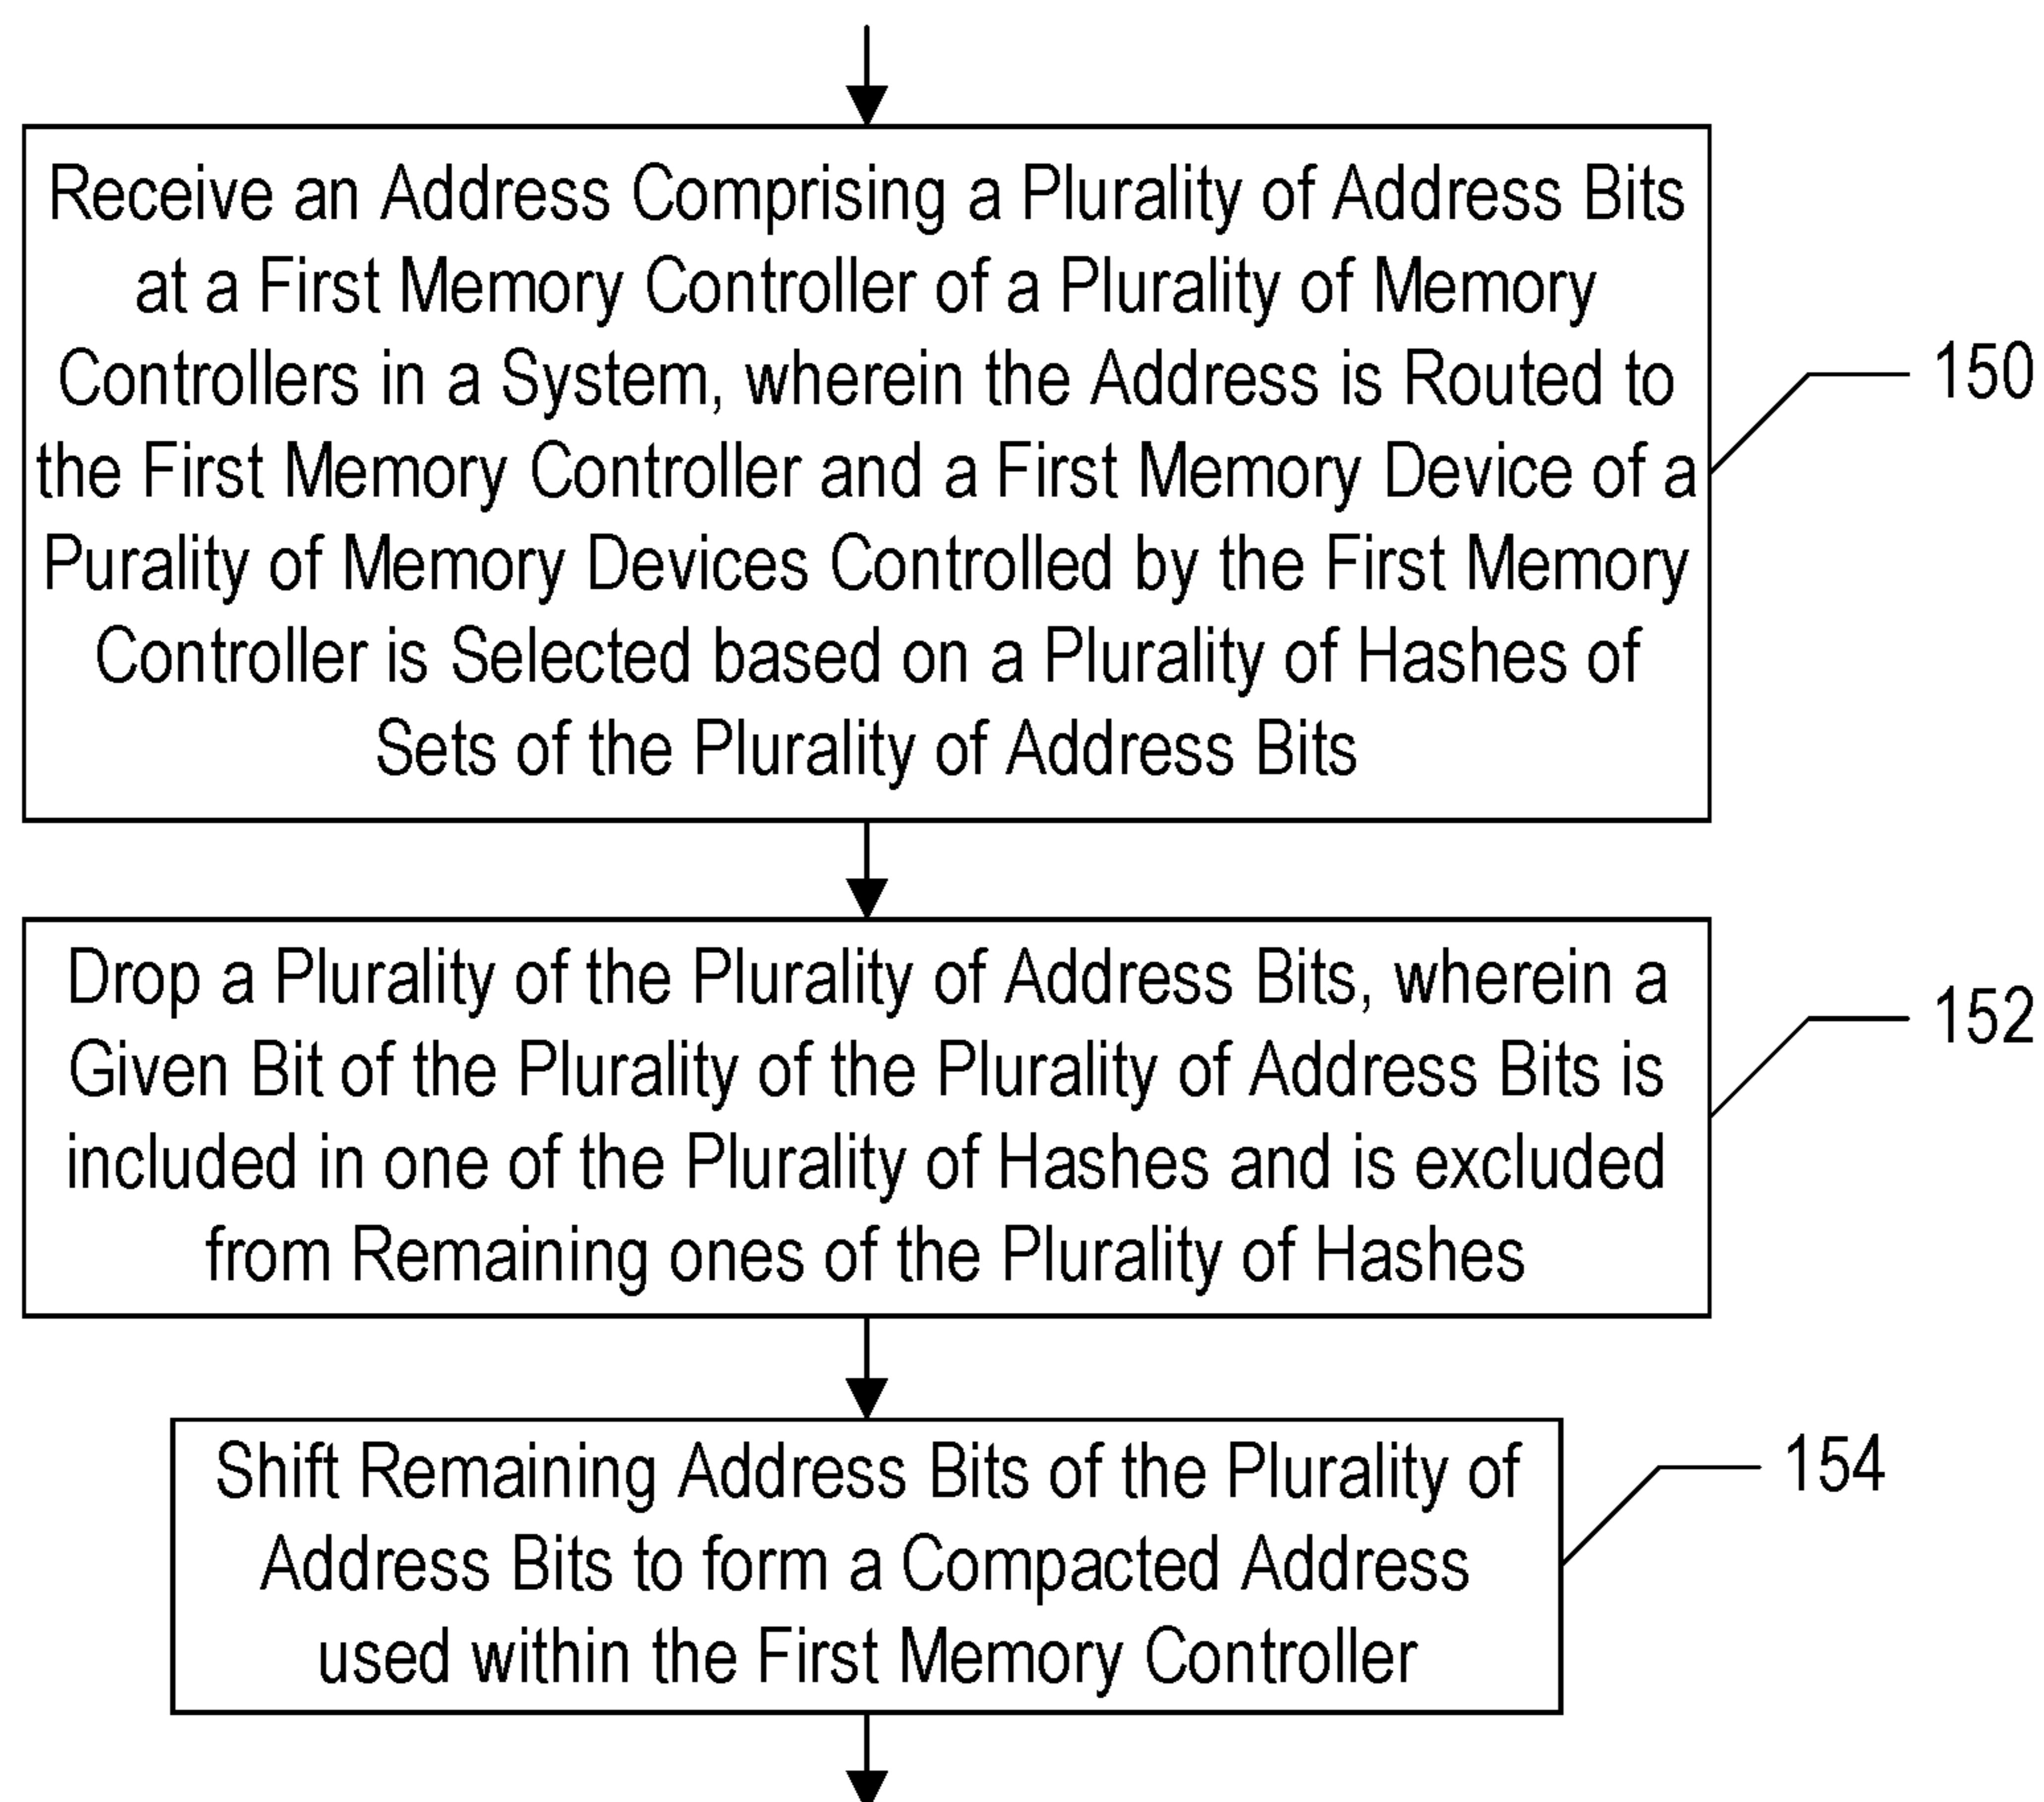 Receive an Address Comprising a Plurality of Address Bits
at a First Memory Controller of a Plurality of Memory
Controllers in a System, wherein the Address is Routed to
the First Memory Controller and a First Memory Device of a
Purality of Memory Devices Controlled by the First Memory
Controller is Selected based on a Plurality of Hashes of
Sets of the Plurality of Address Bits
150
Drop a Plurality of the Plurality of Address Bits, wherein a
Given Bit of the Plurality of the Plurality of Address Bits is
included in one of the Plurality of Hashes and is excluded
from Remaining ones of the Plurality of Hashes
152
Shift Remaining Address Bits of the Plurality of
Address Bits to form a Compacted Address
used within the First Memory Controller
154